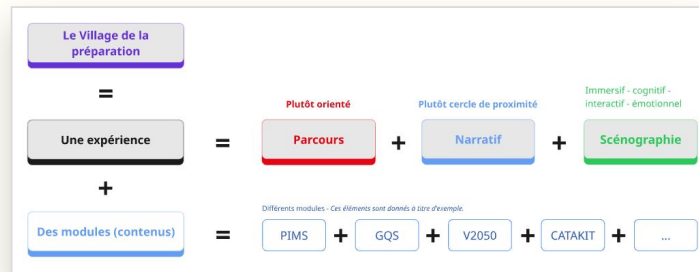 Le Village de la
préparation
=
Plutôt orienté
Plutôt cercle de proximité
Immersif - cognitif -
interactif - émotionnel
Une expérience = Parcours + Narratif + Scénographie
+
Différents modules - Ces éléments sont donnés à titre d'exemple.
Des modules (contenus) = PIMS + GQS + V2050 + CATAKIT + ...